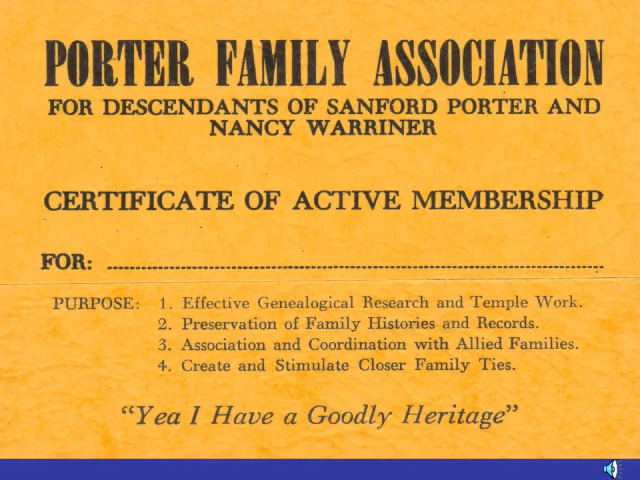 PORTER FAMILY ASSOCIATION
FOR DESCENDANTS OF SANFORD PORTER AND
NANCY WARRINER
CERTIFICATE OF ACTIVE MEMBERSHIP
FOR:
PURPOSE: 1. Effective Genealogical Research and Temple Work.
2. Preservation of Family Histories and Records.
3. Association and Coordination with Allied Families.
4. Create and Stimulate Closer Family Ties.
“Yea I Have a Goodly Heritage”